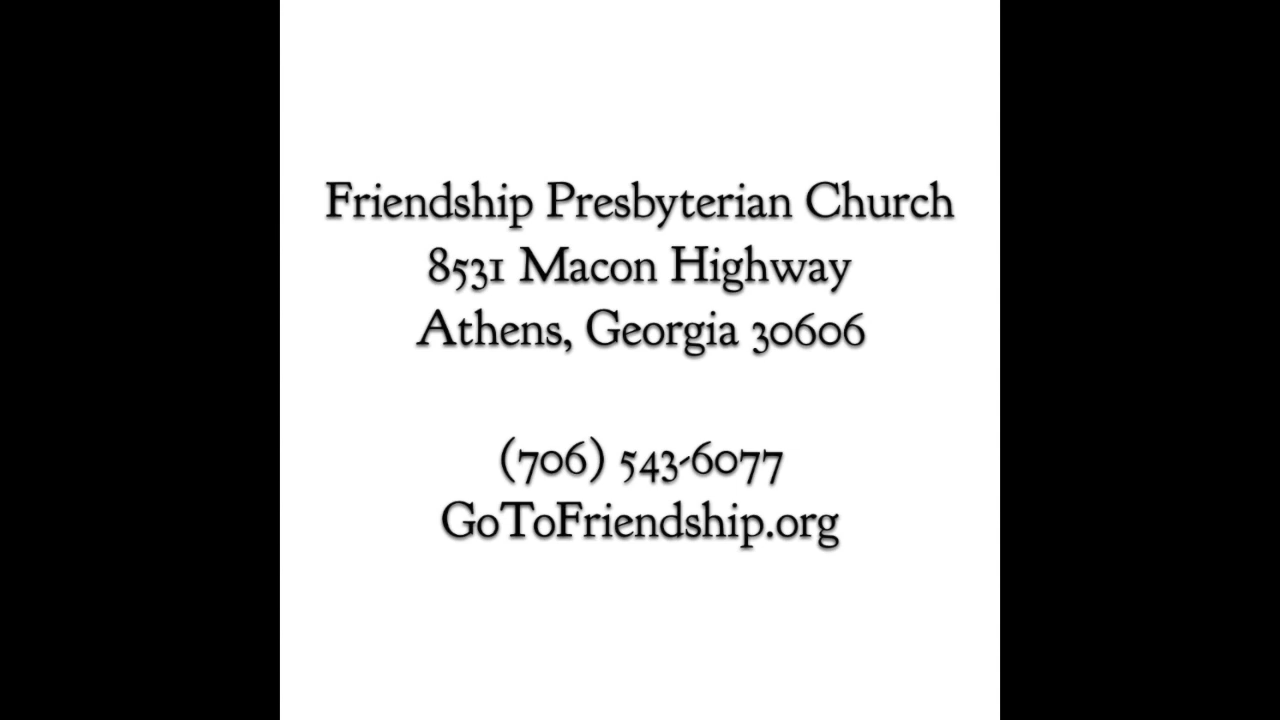 Friendship Presbyterian Church
8531 Macon Highway
Athens, Georgia 30606
(706) 543-6077
GoToFriendship.org